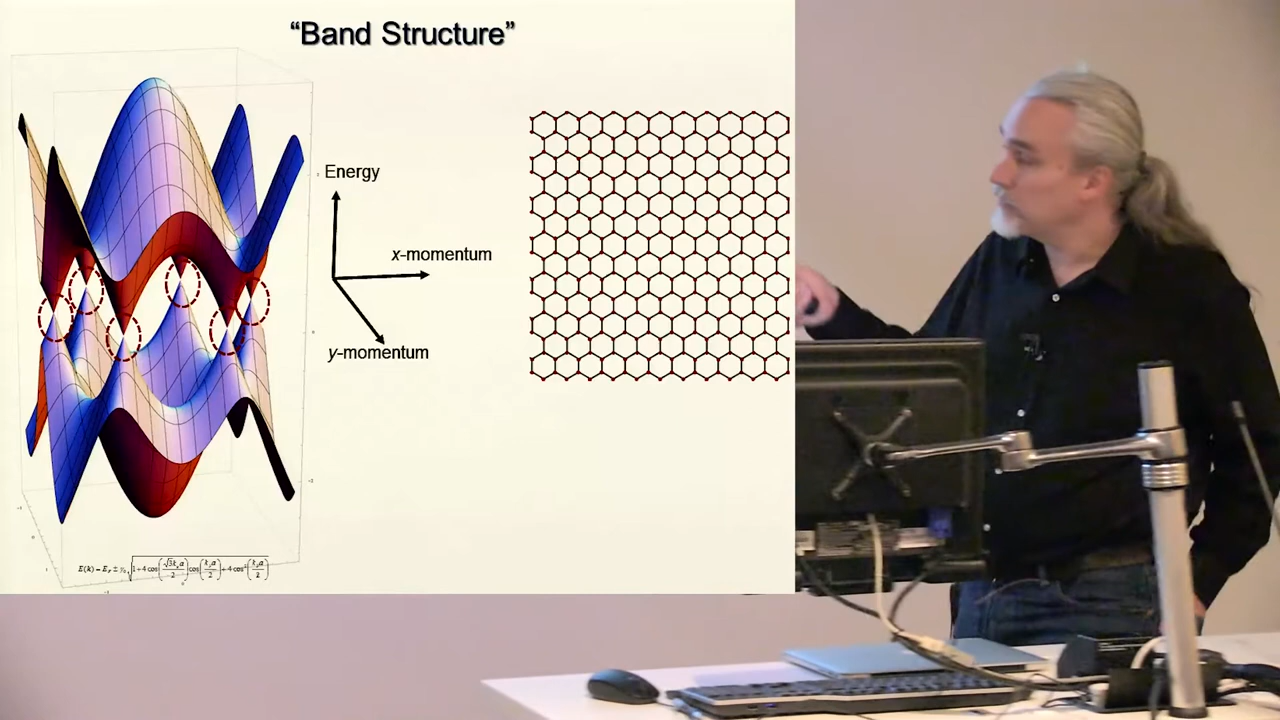 “Band Structure”
Energy
x-momentum
y-momentum